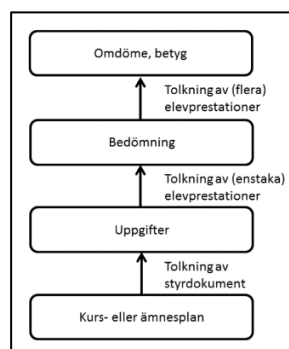 Omdöme, betyg
Tolkning av (flera)
elevprestationer
Bedömning
Tolkning av (enstaka)
elevprestationer
Uppgifter
Tolkning av
styrdokument
Kurs- eller ämnesplan